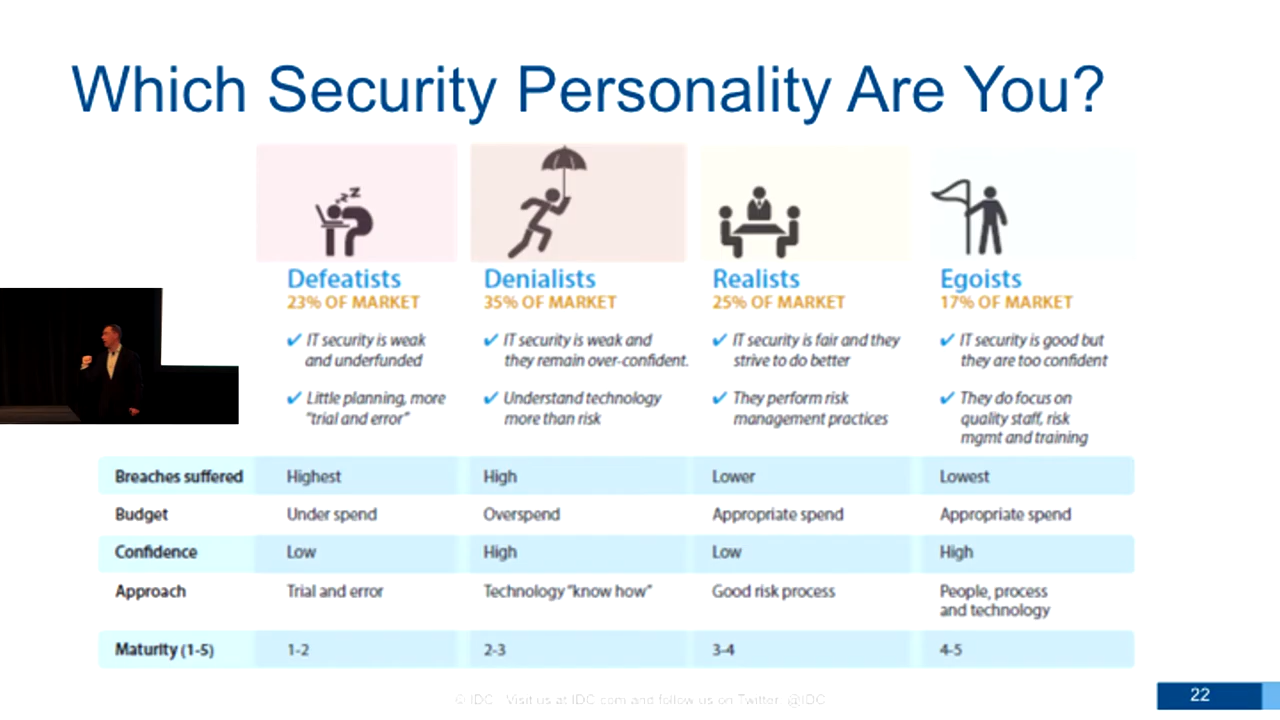 Which Security Personality Are You?
Defeatists
23% OF MARKET
✔ IT security is weak
and underfunded
✔ Little planning, more
"trial and error"
Denialists
35% OF MARKET
✔ IT security is weak and
they remain over-confident.
✔ Understand technology
more than risk
Realists
25% OF MARKET
✔ IT security is fair and they
strive to do better
✔ They perform risk
management practices
Egoists
17% OF MARKET
✔ IT security is good but
they are too confident
✔ They do focus on
quality staff, risk
mgmt and training
Breaches suffered Highest High Lower Lowest
Budget Under spend Overspend Appropriate spend Appropriate spend
Confidence Low High Low High
Approach Trial and error Technology "know how" Good risk process People, process
and technology
Maturity (1-5) 1-2 2-3 3-4 4-5
© IDC Visit us at IDC.com and follow us on Twitter: @IDC
22